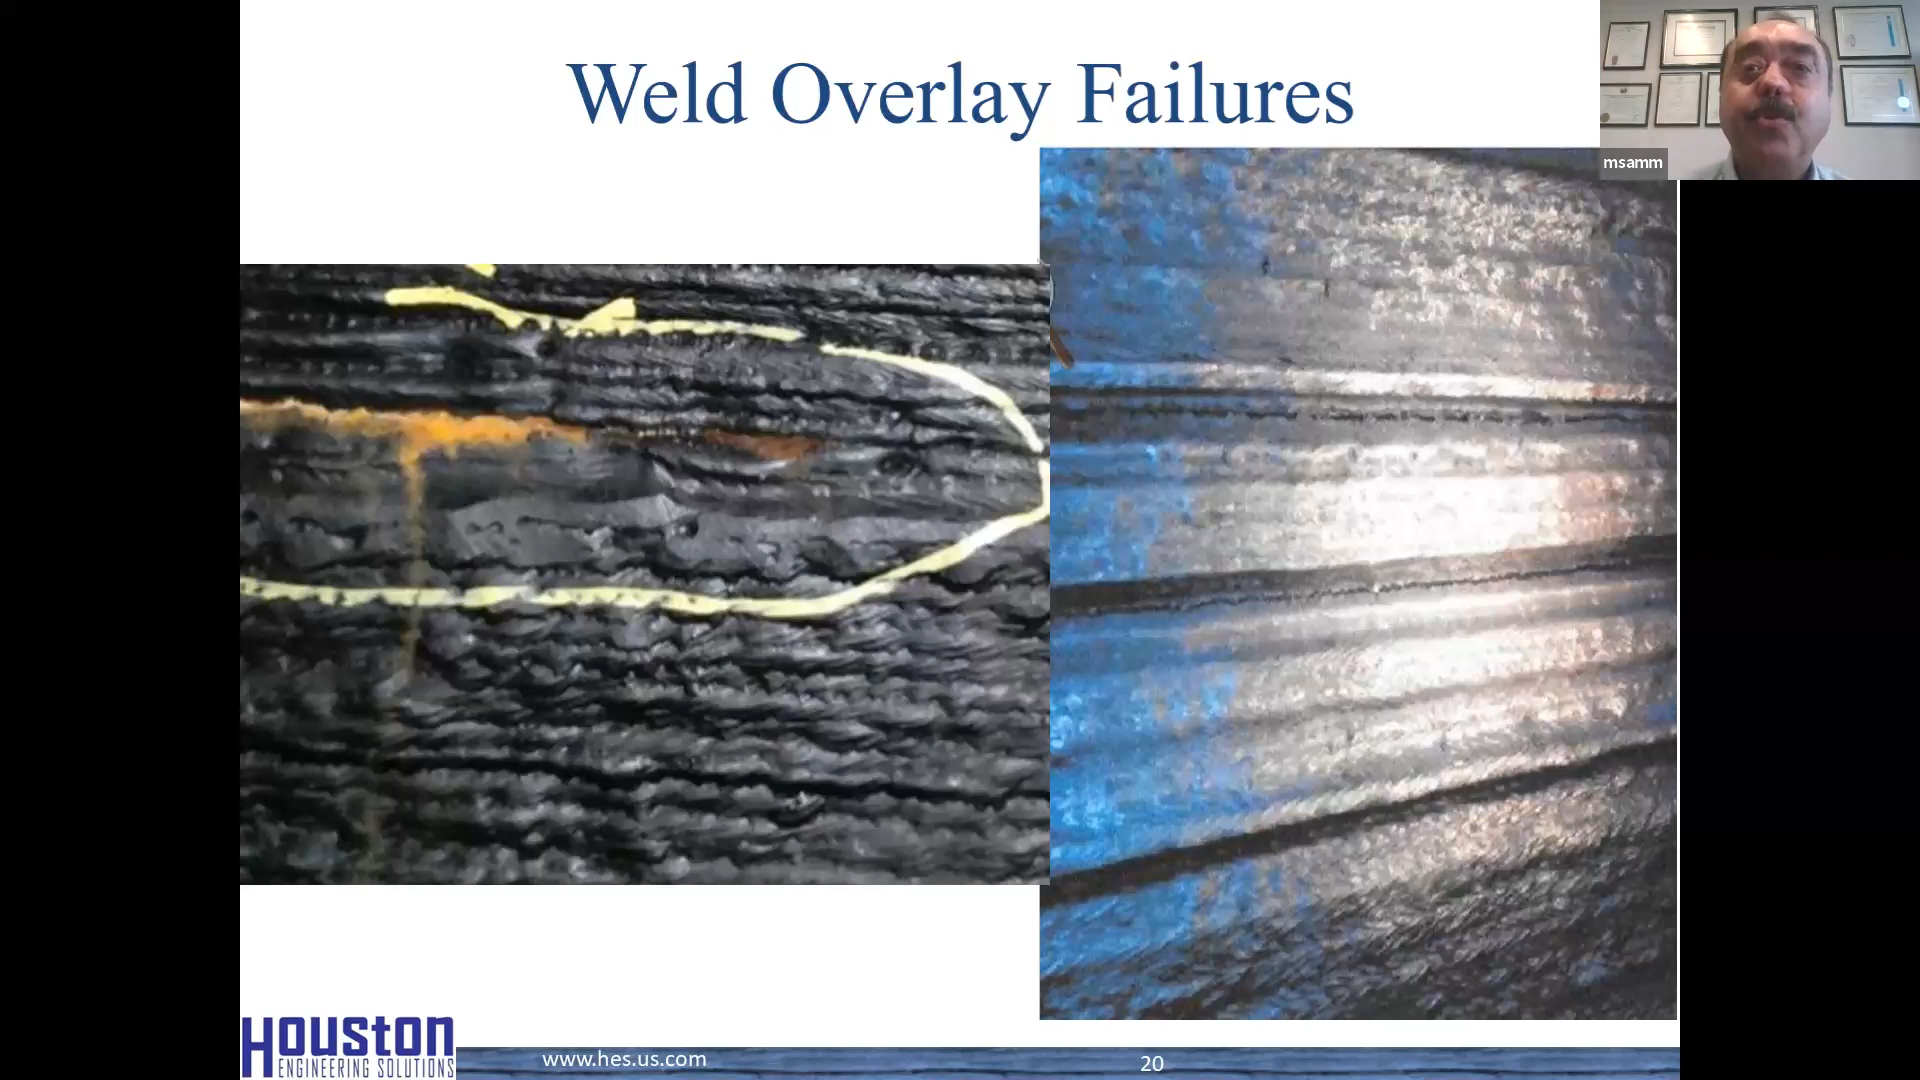 Weld Overlay Failures
msamm
Houston
ENGINEERING SOLUTIONS
www.hes.us.com
20